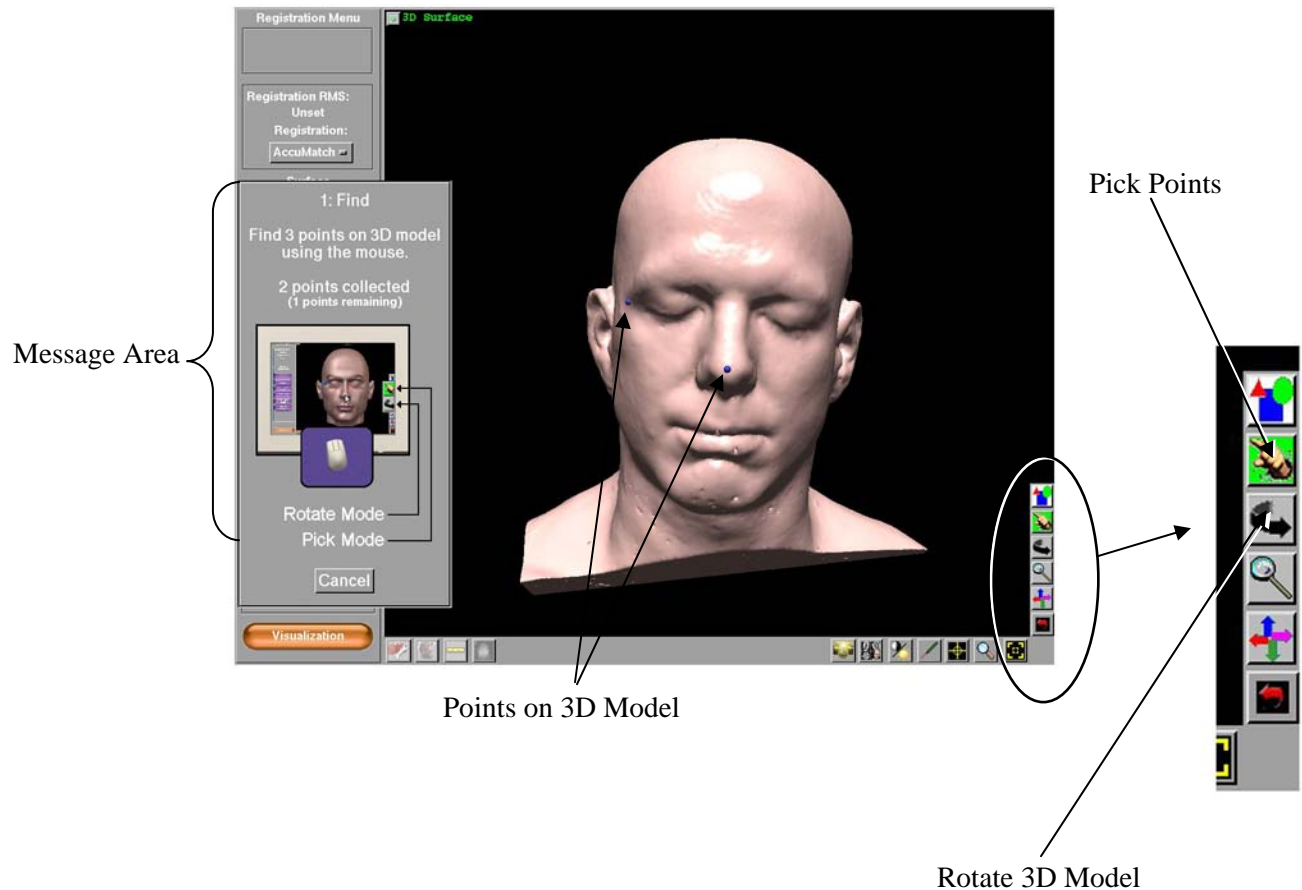 Registration Menu
3D Surface
Registration RMS:
Unset
Registration:
AccuMatch
Surface
1: Find
Find 3 points on 3D model
using the mouse.
2 points collected
(1 points remaining)
Rotate Mode
Pick Mode
Cancel
Visualization
Message Area
Points on 3D Model
Pick Points
Rotate 3D Model